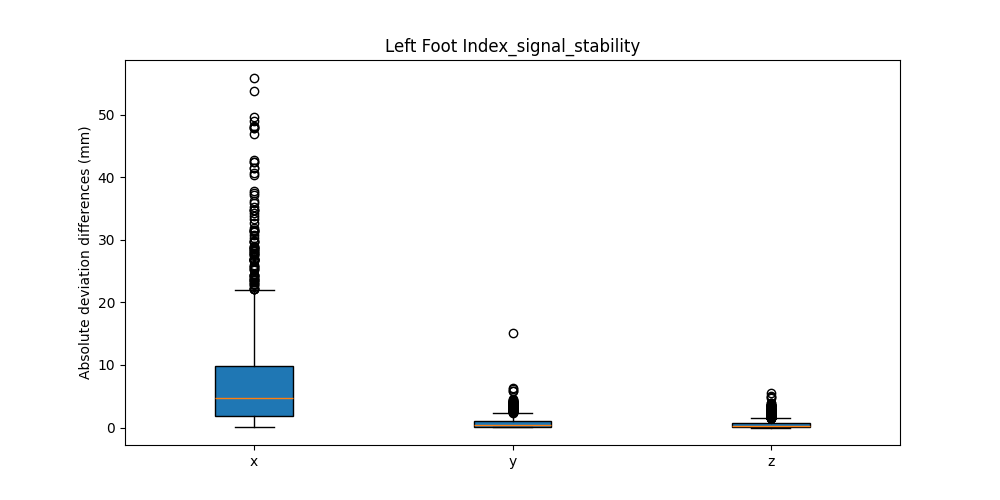 Left Foot Index_signal_stability
Absolute deviation differences (mm)
50
40
30
20
10
0
x
y
z